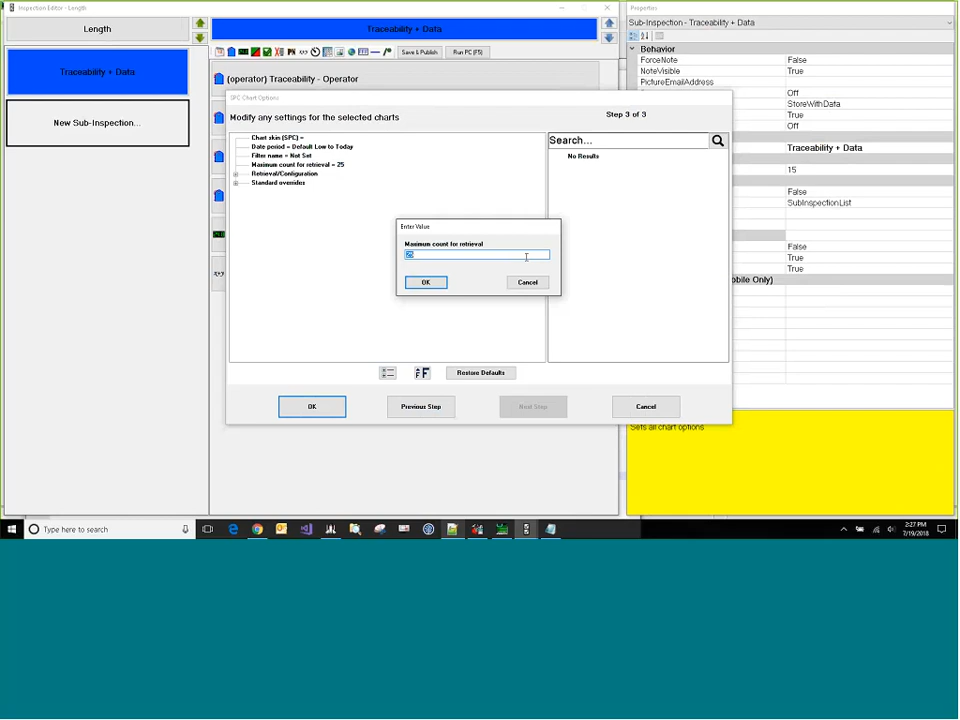 Inspection Editor - Length
Length
Traceability + Data
New Sub-Inspection...
Traceability + Data
Save & Publish
Run PC (F5)
(operator) Traceability - Operator
SPC Chart Options
Modify any settings for the selected charts
Step 3 of 3
Chart skin (SPC) =
Date period = Default Low to Today
Filter name = Not Set
Maximum count for retrieval = 25
Retrieval/Configuration
Standard overrides
Search...
No Results
Enter Value
Maximum count for retrieval
25
OK
Cancel
Restore Defaults
OK
Previous Step
Next Step
Cancel
Properties
Sub-Inspection - Traceability + Data
Behavior
ForceNote False
NoteVisible True
PictureEmailAddress
Off
StoreWithData
True
Off
Traceability + Data
15
False
SubInspectionList
False
True
True
obile Only)
Sets all chart options
Type here to search
2:27 PM
7/19/2018